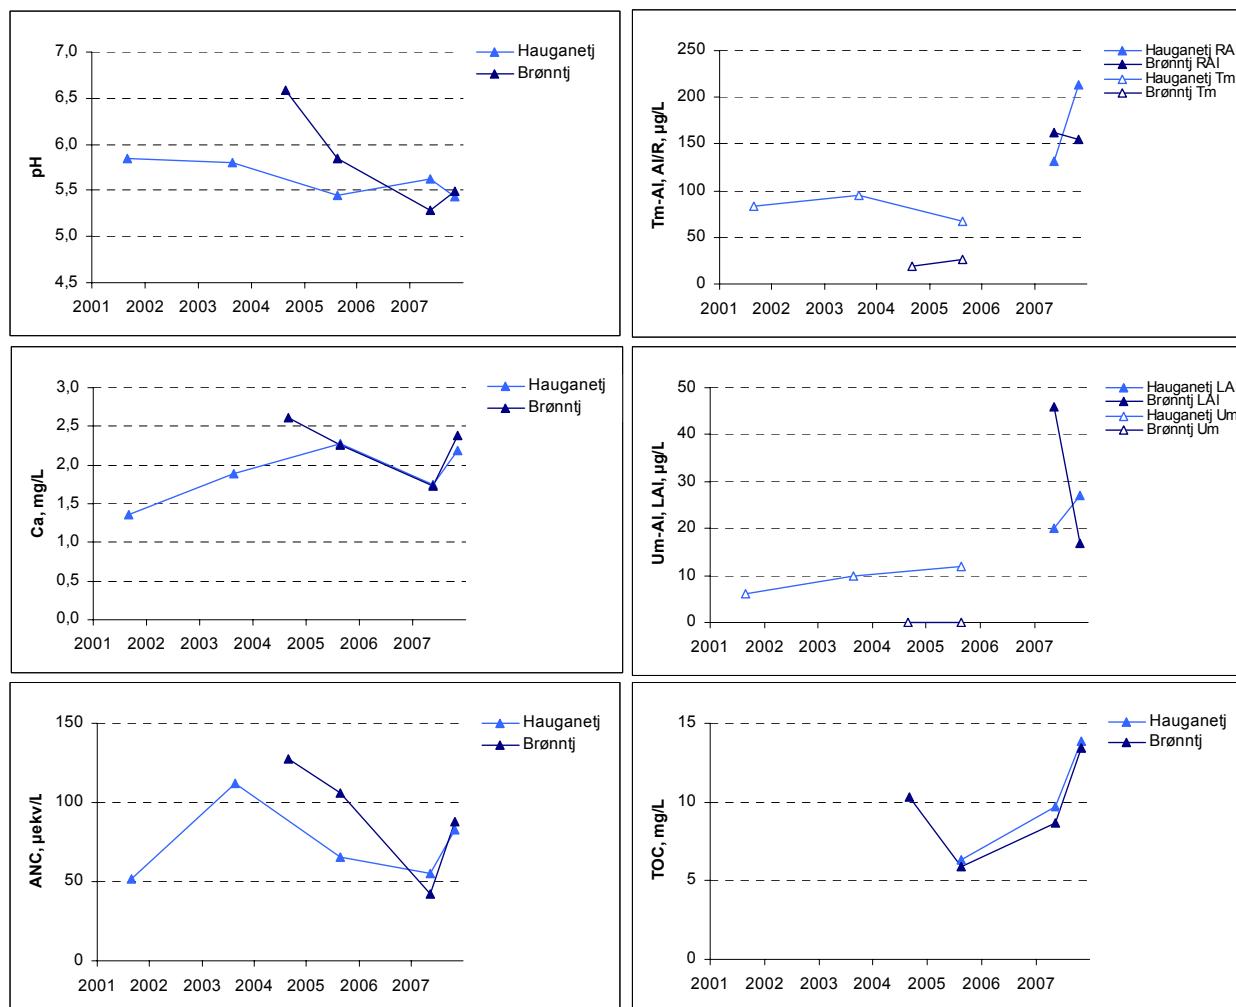 7,0
6,5
6,0
5,5
5,0
4,5
pH
2001 2002 2003 2004 2005 2006 2007
Hauganetj
Brønntj
250
200
150
100
50
0
Tm-Al, Al/R, µg/L
2001 2002 2003 2004 2005 2006 2007
Hauganetj RA
Brønntj RAl
Hauganetj Tm
Brønntj Tm
3,0
2,5
2,0
1,5
1,0
0,5
0,0
Ca, mg/L
2001 2002 2003 2004 2005 2006 2007
Hauganetj
Brønntj
50
40
30
20
10
0
Um-Al, LAl, µg/L
2001 2002 2003 2004 2005 2006 2007
Hauganetj LA
Brønntj LAl
Hauganetj Um
Brønntj Um
150
100
50
0
ANC, µekv/L
2001 2002 2003 2004 2005 2006 2007
Hauganetj
Brønntj
15
10
5
0
TOC, mg/L
2001 2002 2003 2004 2005 2006 2007
Hauganetj
Brønntj